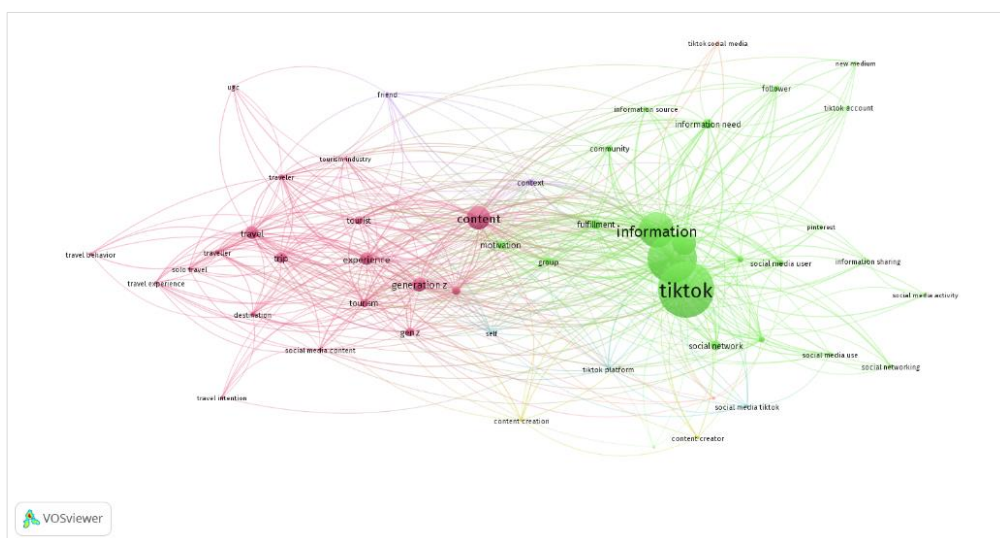 tiktok social media
new medium
ugc
friend
follower
information source
tiktok account
information need
community
tourism industry
traveler
context
tourist
content
fulfillment
information
travel
motivation
pinterest
travel behavior
traveller
trip
experience
group
social media user
information sharing
solo travel
travel experience
generation z
tiktok
social media activity
tourism
destination
gen z
self
social network
social media content
social media use
tiktok platform
social networking
travel intention
social media tiktok
content creation
content creator
VOSviewer